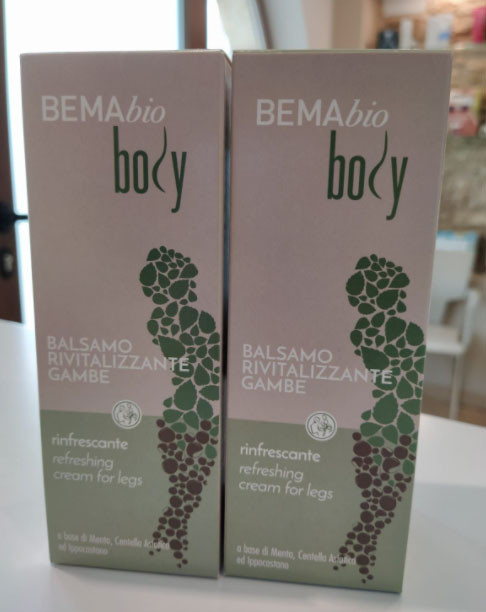 BEMAbio
body
BALSAMO
RIVITALIZZANTE
GAMBE
rinfrescante
refreshing
cream for legs
a base di Menta, Centella Asiatica
ed Ippocastano
BEMAbio
body
BALSAMO
RIVITALIZZANTE
GAMBE
rinfrescante
refreshing
cream for legs
a base di Menta, Centella Asiatica
ed Ippocastano